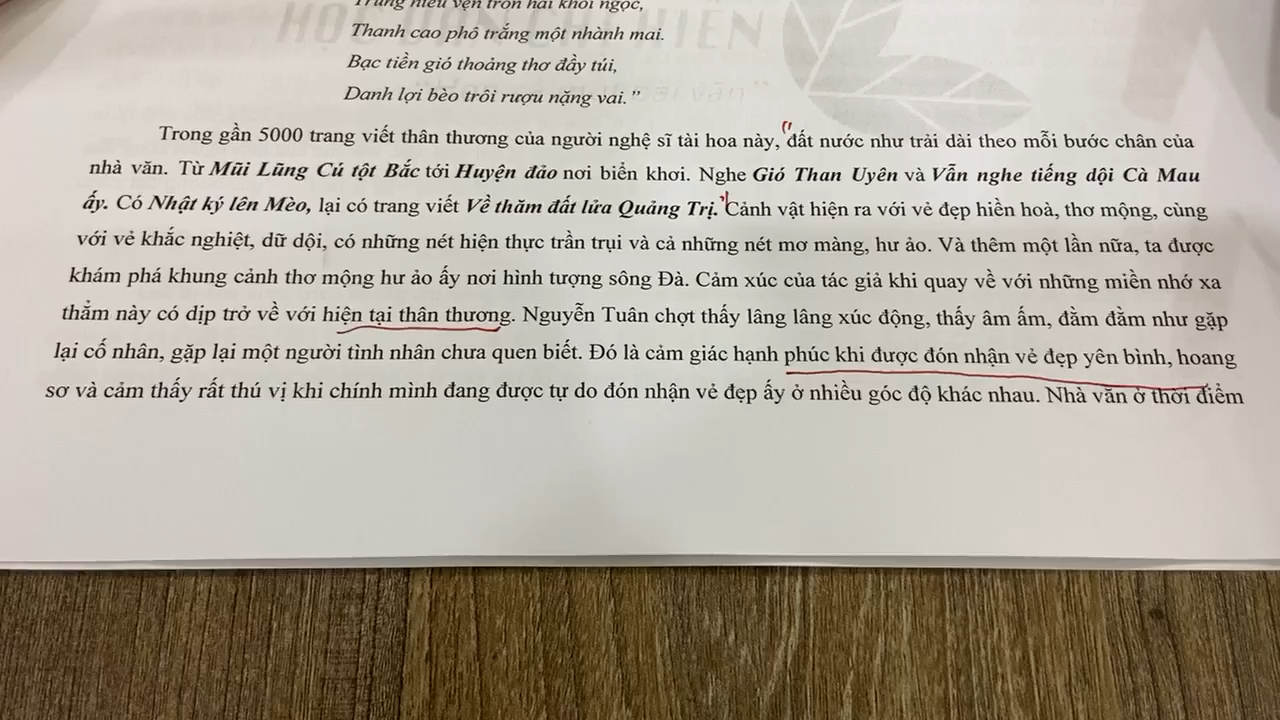 Trung hiếu vẹn tròn hai khối ngọc,
Thanh cao phô trắng một nhành mai.
Bạc tiền gió thoảng thơ đầy túi,
Danh lợi bèo trôi rượu nặng vai.”
Trong gần 5000 trang viết thân thương của người nghệ sĩ tài hoa này, “đất nước như trải dài theo mỗi bước chân của
nhà văn. Từ Mũi Lũng Cú tột Bắc tới Huyện đảo nơi biển khơi. Nghe Gió Than Uyên và Vẫn nghe tiếng dội Cà Mau
ấy. Có Nhật ký lên Mèo, lại có trang viết Về thăm đất lửa Quảng Trị.” Cảnh vật hiện ra với vẻ đẹp hiền hoà, thơ mộng, cùng
với vẻ khắc nghiệt, dữ dội, có những nét hiện thực trần trụi và cả những nét mơ màng, hư ảo. Và thêm một lần nữa, ta được
khám phá khung cảnh thơ mộng hư ảo ấy nơi hình tượng sông Đà. Cảm xúc của tác giả khi quay về với những miền nhớ xa
thẳm này có dịp trở về với hiện tại thân thương. Nguyễn Tuân chợt thấy lâng lâng xúc động, thấy âm ấm, đằm đằm như gặp
lại cố nhân, gặp lại một người tình nhân chưa quen biết. Đó là cảm giác hạnh phúc khi được đón nhận vẻ đẹp yên bình, hoang
sơ và cảm thấy rất thú vị khi chính mình đang được tự do đón nhận vẻ đẹp ấy ở nhiều góc độ khác nhau. Nhà văn ở thời điểm